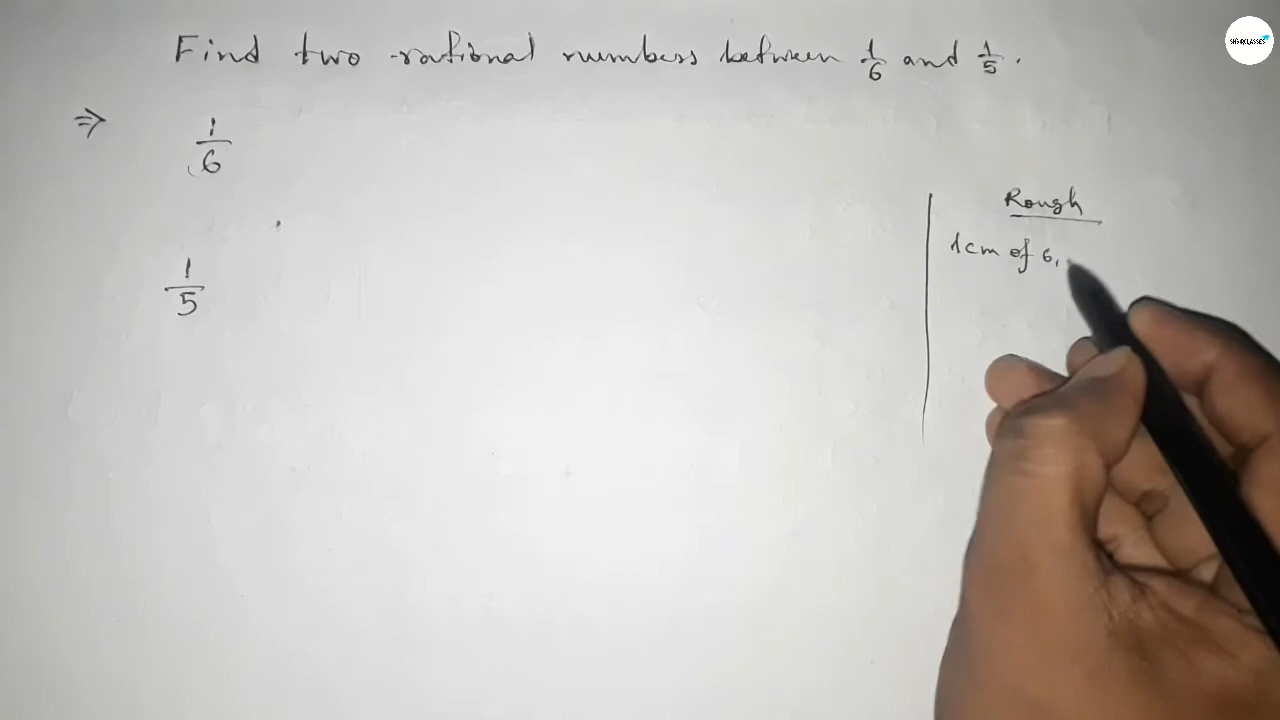 Find two rational numbers between 1/6 and 1/5.
⇒ 1/6
1/5
Rough
lcm of 6,